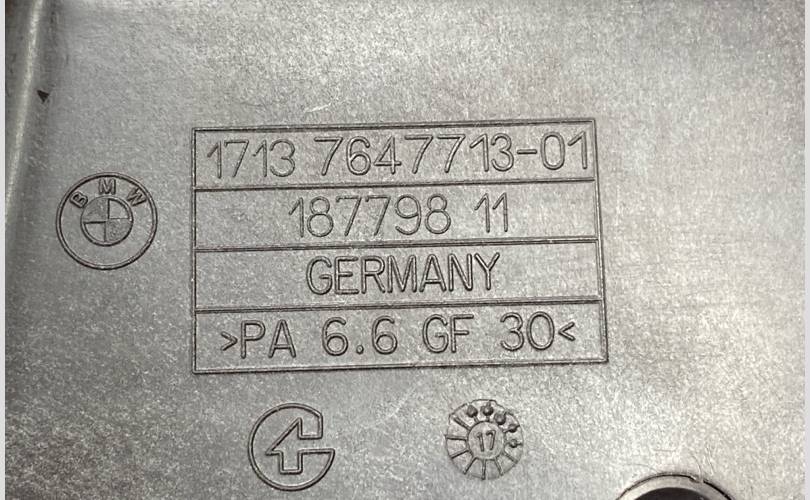 1713 7647713-01
BMW
187798 11
GERMANY
>PA 6.6 GF 30<
17